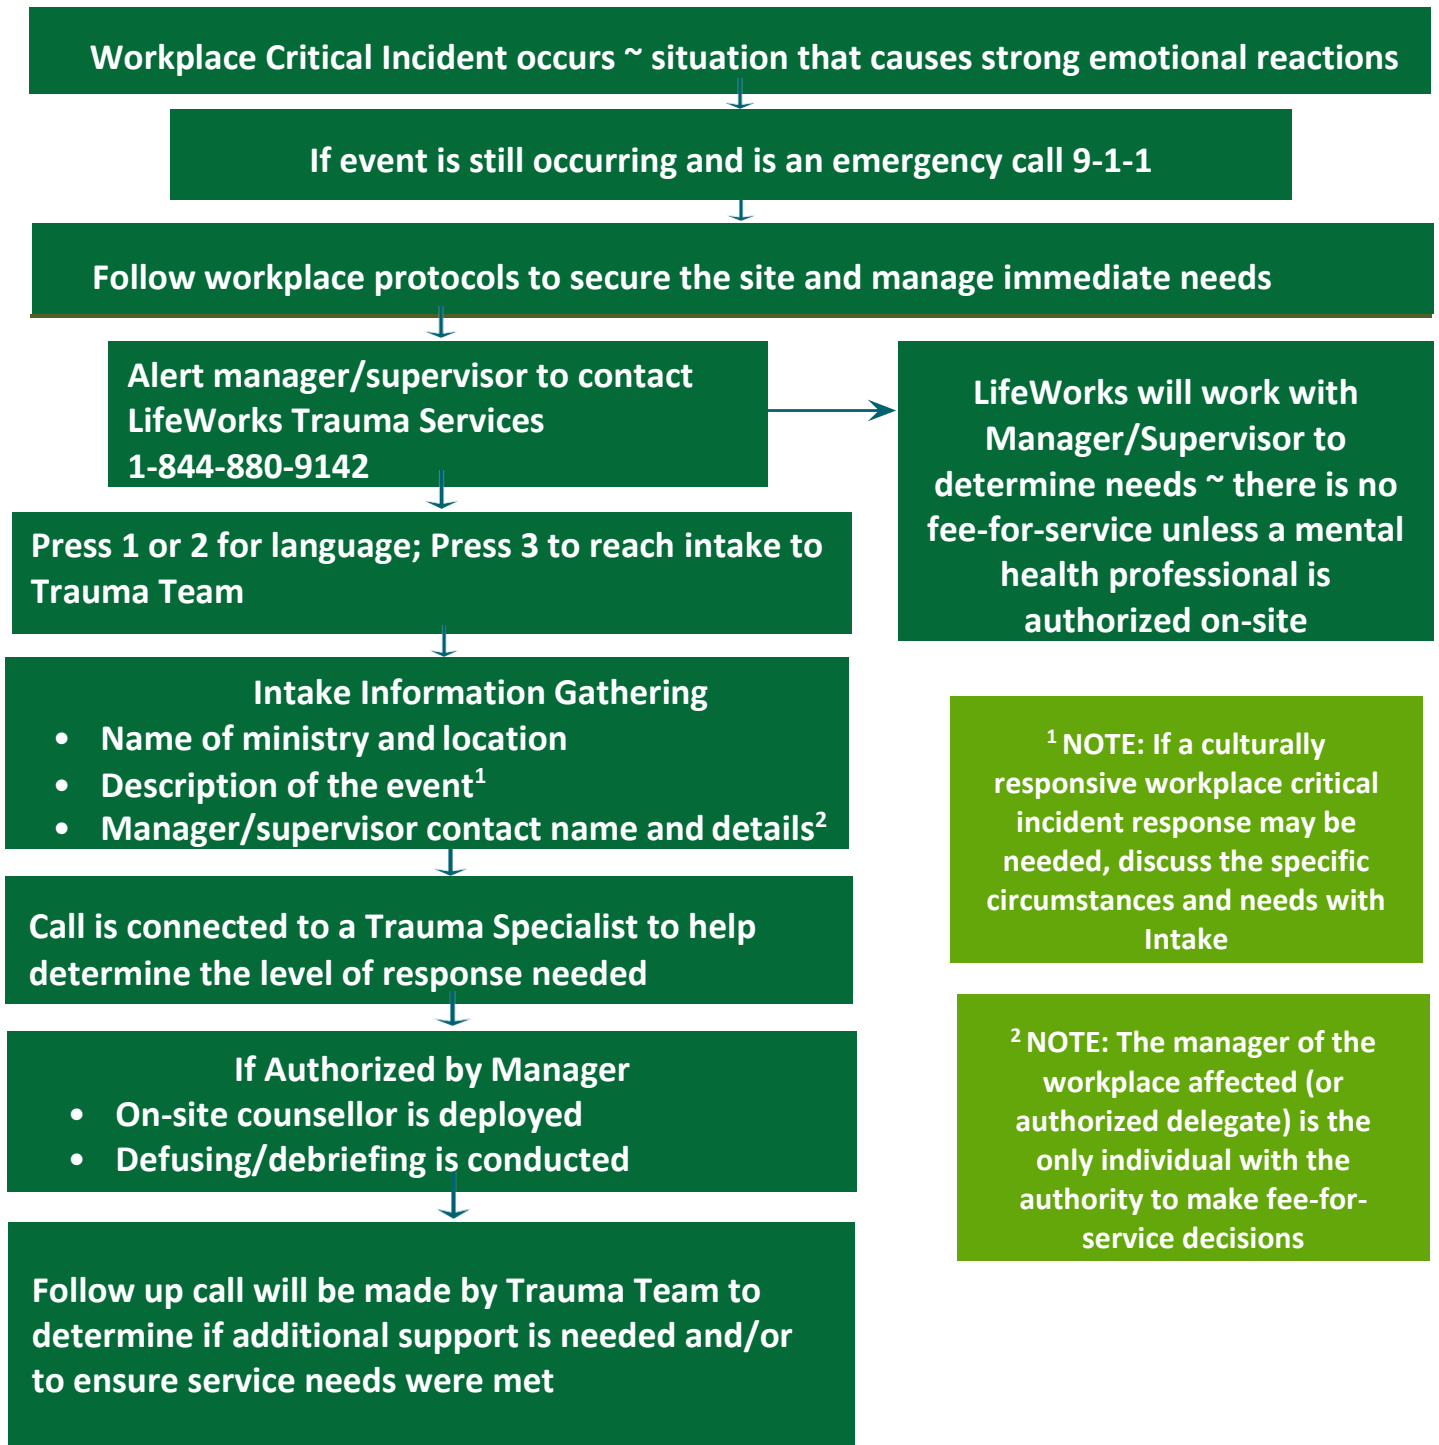 Workplace Critical Incident occurs ~ situation that causes strong emotional reactions
If event is still occurring and is an emergency call 9-1-1
Follow workplace protocols to secure the site and manage immediate needs
Alert manager/supervisor to contact
LifeWorks Trauma Services
1-844-880-9142
LifeWorks will work with
Manager/Supervisor to
determine needs ~ there is no
fee-for-service unless a mental
health professional is
authorized on-site
Press 1 or 2 for language; Press 3 to reach intake to
Trauma Team
Intake Information Gathering
• Name of ministry and location
• Description of the event¹
• Manager/supervisor contact name and details²
¹ NOTE: If a culturally
responsive workplace critical
incident response may be
needed, discuss the specific
circumstances and needs with
Intake
Call is connected to a Trauma Specialist to help
determine the level of response needed
If Authorized by Manager
• On-site counsellor is deployed
• Defusing/debriefing is conducted
² NOTE: The manager of the
workplace affected (or
authorized delegate) is the
only individual with the
authority to make fee-for-
service decisions
Follow up call will be made by Trauma Team to
determine if additional support is needed and/or
to ensure service needs were met